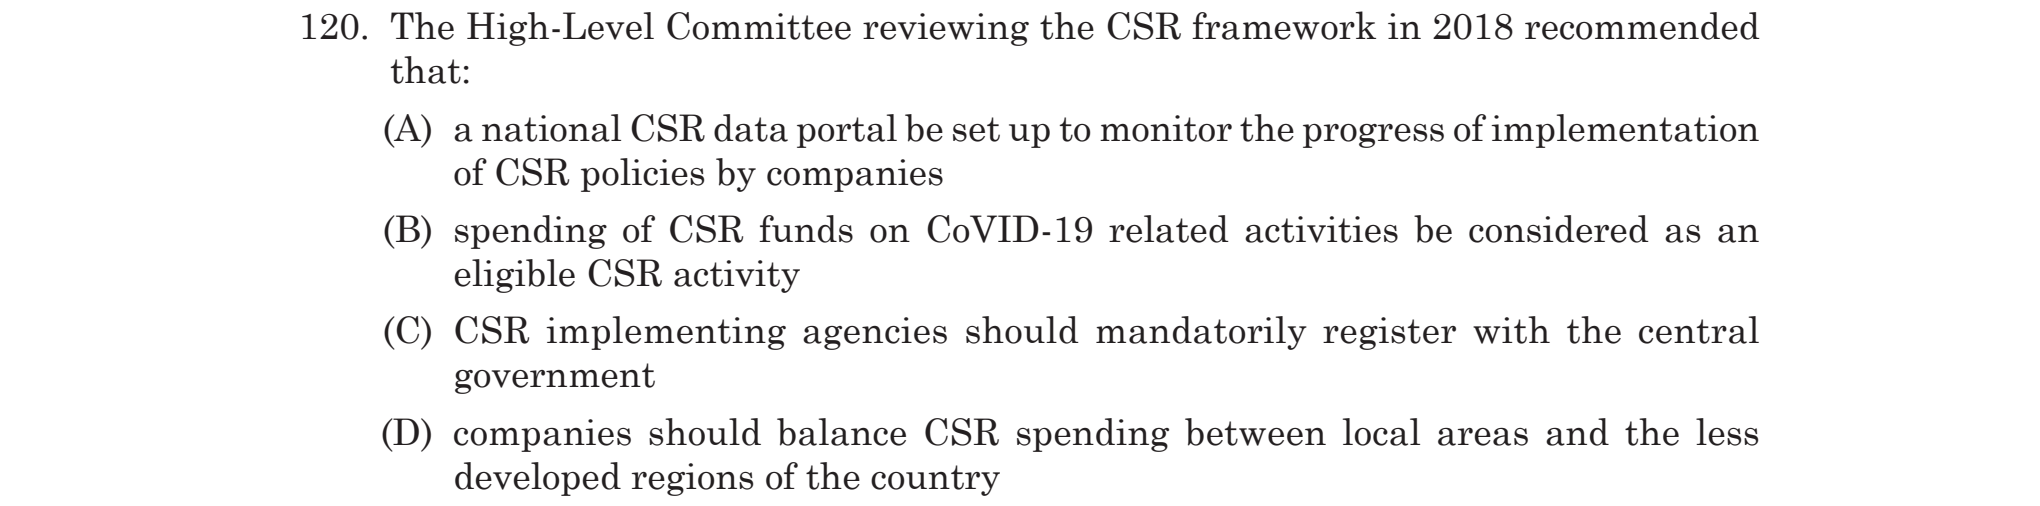 120. The High-Level Committee reviewing the CSR framework in 2018 recommended
that:
(A) a national CSR data portal be set up to monitor the progress of implementation
of CSR policies by companies
(B) spending of CSR funds on CoVID-19 related activities be considered as an
eligible CSR activity
(C) CSR implementing agencies should mandatorily register with the central
government
(D) companies should balance CSR spending between local areas and the less
developed regions of the country